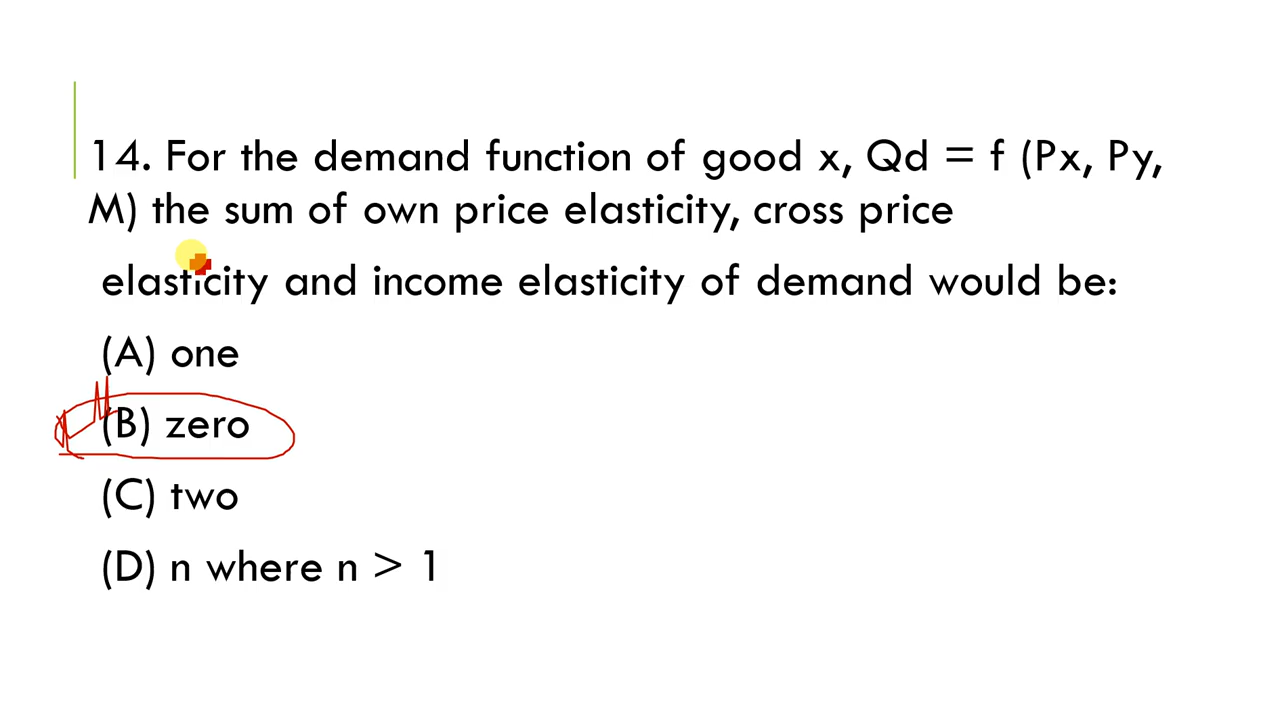 14. For the demand function of good x, Qd = f (Px, Py,
M) the sum of own price elasticity, cross price
elasticity and income elasticity of demand would be:
(A) one
(B) zero
(C) two
(D) n where n > 1